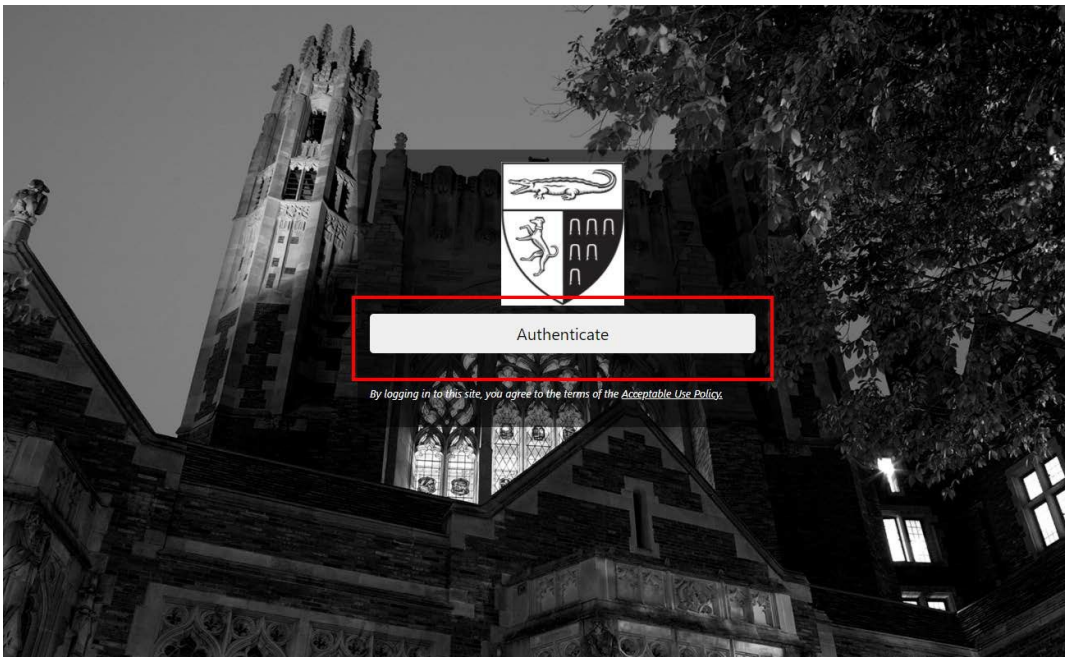 Authenticate
By logging in to this site, you agree to the terms of the Acceptable Use Policy.